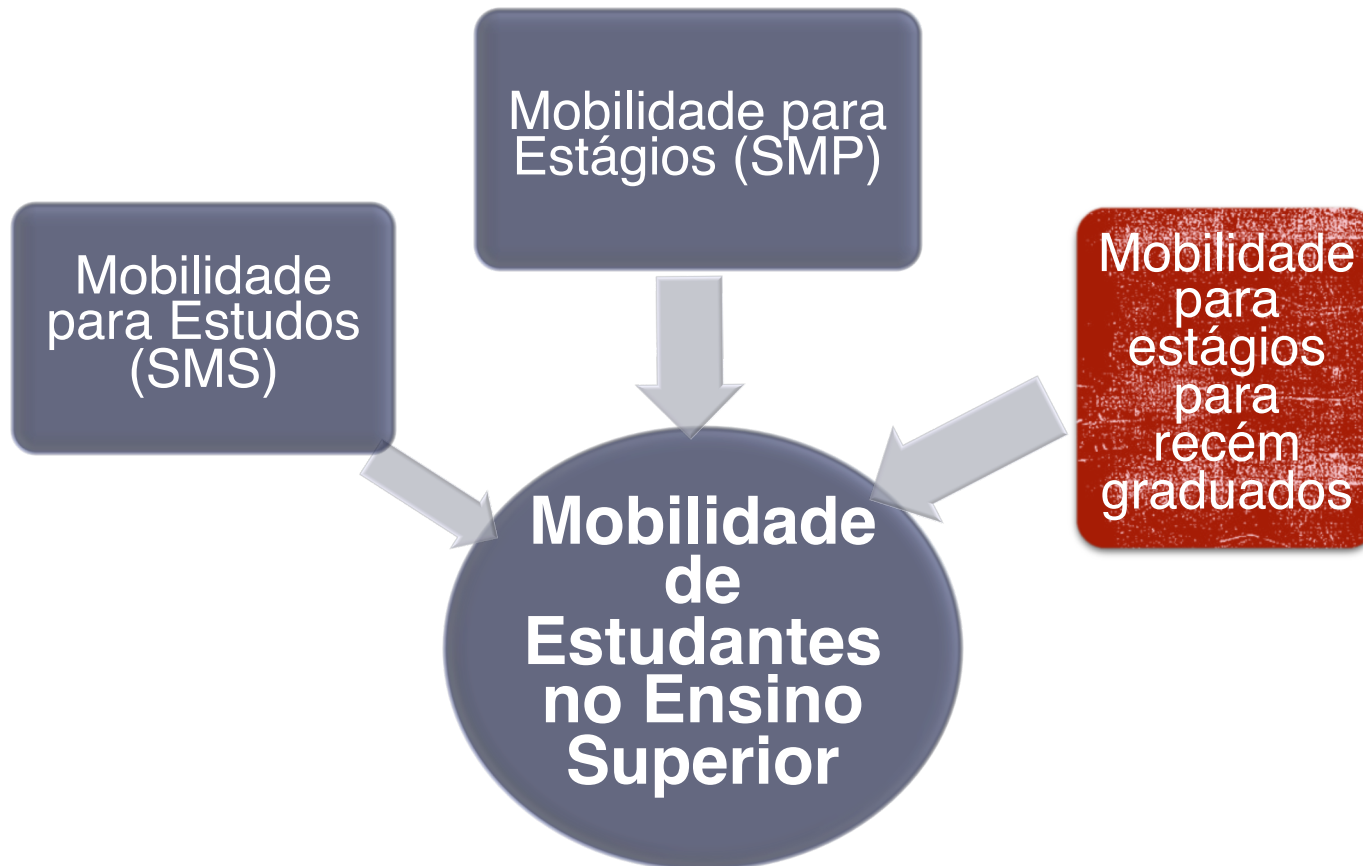 Mobilidade para
Estágios (SMP)
Mobilidade
para Estudos
(SMS)
Mobilidade
para
estágios
para
recém
graduados
Mobilidade
de
Estudantes
no Ensino
Superior